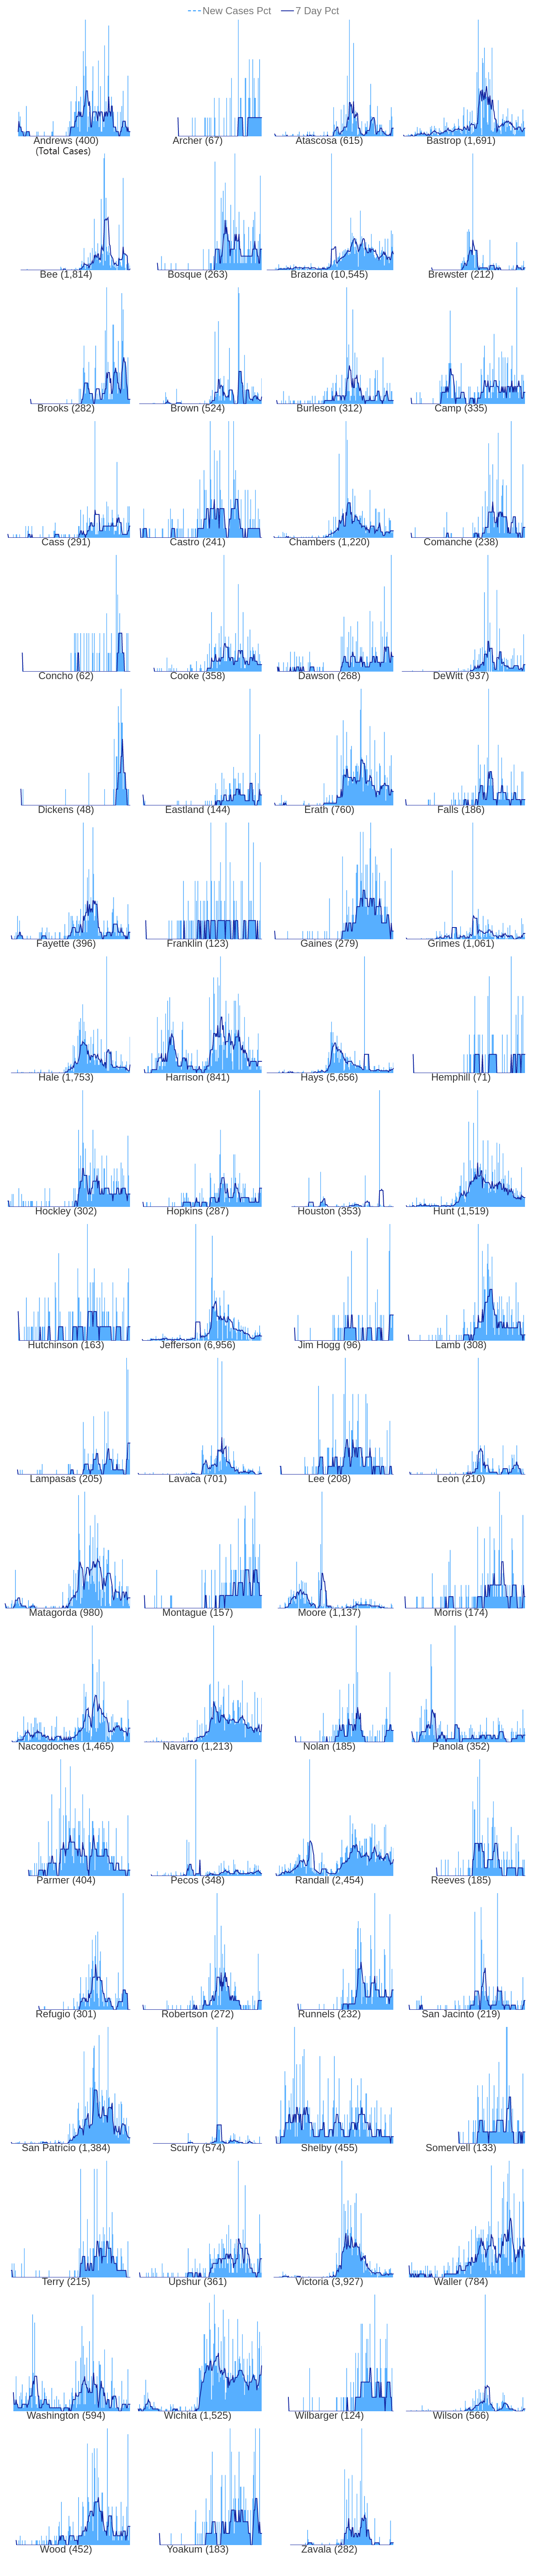 New Cases Pct 7 Day Pct
Andrews (400) Archer (67) Atascosa (615) Bastrop (1,691)
(Total Cases)
Bee (1,814) Bosque (263) Brazoria (10,545) Brewster (212)
Brooks (282) Brown (524) Burleson (312) Camp (335)
Cass (291) Castro (241) Chambers (1,220) Comanche (238)
Concho (62) Cooke (358) Dawson (268) DeWitt (937)
Dickens (48) Eastland (144) Erath (760) Falls (186)
Fayette (396) Franklin (123) Gaines (279) Grimes (1,061)
Hale (1,753) Harrison (841) Hays (5,656) Hemphill (71)
Hockley (302) Hopkins (287) Houston (353) Hunt (1,519)
Hutchinson (163) Jefferson (6,956) Jim Hogg (96) Lamb (308)
Lampasas (205) Lavaca (701) Lee (208) Leon (210)
Matagorda (980) Montague (157) Moore (1,137) Morris (174)
Nacogdoches (1,465) Navarro (1,213) Nolan (185) Panola (352)
Parmer (404) Pecos (348) Randall (2,454) Reeves (185)
Refugio (301) Robertson (272) Runnels (232) San Jacinto (219)
San Patricio (1,384) Scurry (574) Shelby (455) Somervell (133)
Terry (215) Upshur (361) Victoria (3,927) Waller (784)
Washington (594) Wichita (1,525) Wilbarger (124) Wilson (566)
Wood (452) Yoakum (183) Zavala (282)